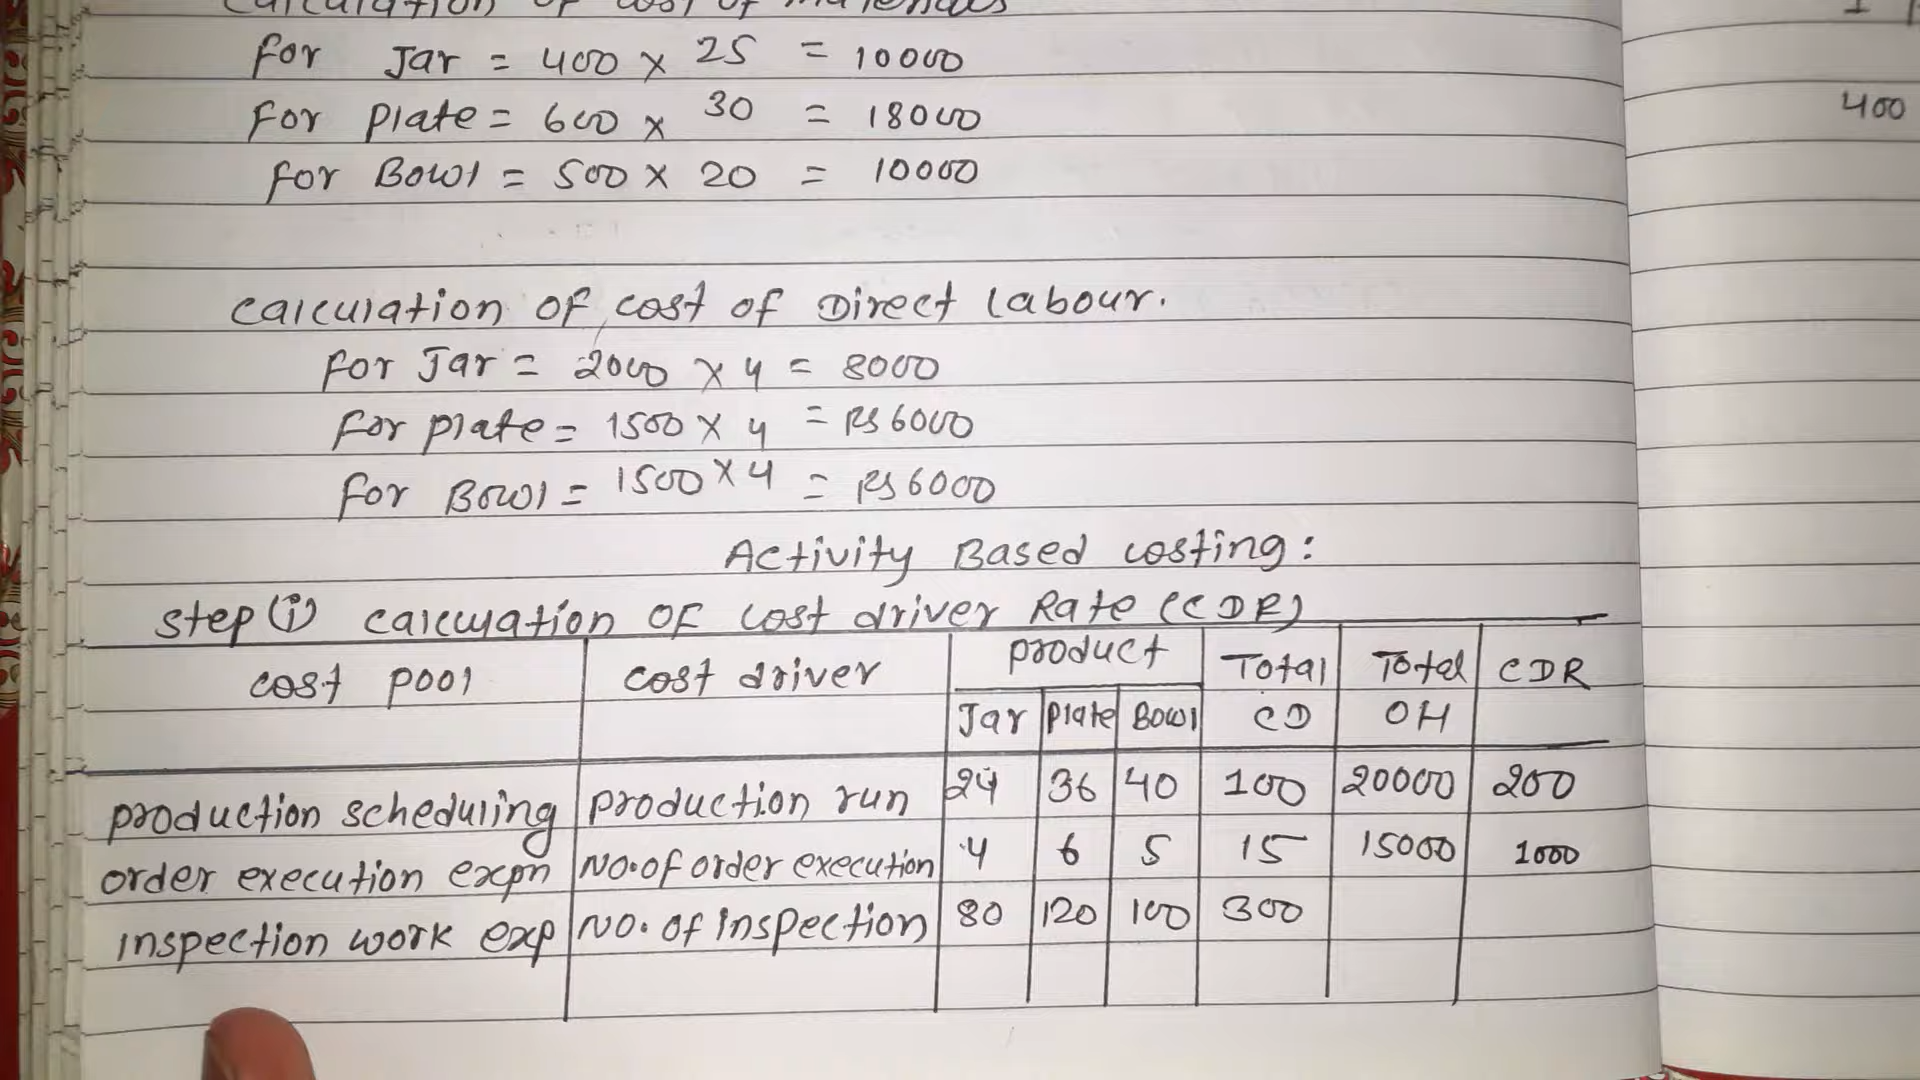 Calculation of cost of materials
for Jar = 400 x 25 = 10000
for plate = 600 x 30 = 18000
for Bowl = 500 x 20 = 10000
400
calculation of cost of Direct labour.
for Jar = 2000 x 4 = 8000
for plate = 1500 x 4 = Rs 6000
for Bowl = 1500 x 4 = Rs 6000
Activity Based costing:
step (i) calculation of cost driver Rate (CDR)
cost pool cost driver product Total Total CDR
Jar plate Bowl CD OH
production scheduling production run 24 36 40 100 20000 200
order execution expn No. of order execution 4 6 5 15 15000 1000
inspection work exp No. of inspection 80 120 100 300